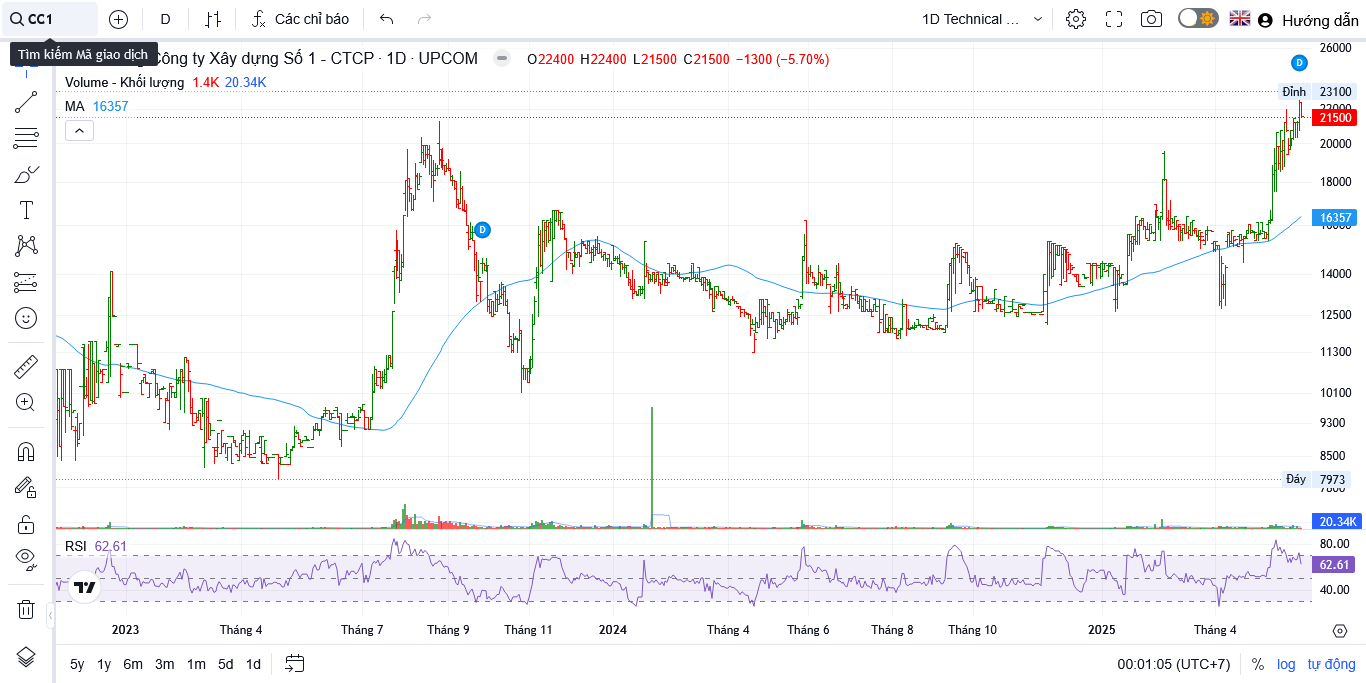 CC1 D Các chỉ báo 1D Technical ... Hướng dẫn
Tìm kiếm Mã giao dịch
Công ty Xây dựng Số 1 - CTCP · 1D · UPCOM O22400 H22400 L21500 C21500 −1300 (−5.70%)
Volume - Khối lượng 1.4K 20.34K
MA 16357
D
D
26000
Đỉnh 23100
22000
21500
20000
18000
16357
16000
14000
12500
11300
10100
9300
8500
Đáy 7973
7800
20.34K
RSI 62.61
80.00
62.61
40.00
2023 Tháng 4 Tháng 7 Tháng 9 Tháng 11 2024 Tháng 4 Tháng 6 Tháng 8 Tháng 10 2025 Tháng 4
5y 1y 6m 3m 1m 5d 1d 00:01:05 (UTC+7) % log tự động